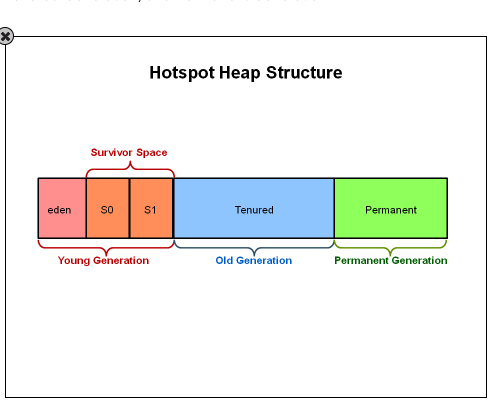 Hotspot Heap Structure
Survivor Space
eden S0 S1 Tenured Permanent
Young Generation Old Generation Permanent Generation